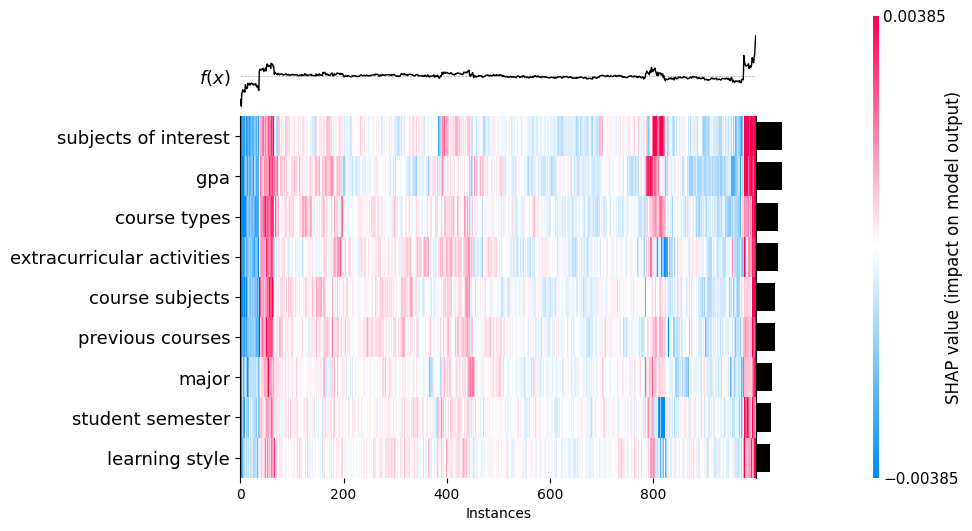 0.00385
f(x)
subjects of interest
gpa
course types
extracurricular activities
course subjects
previous courses
major
student semester
learning style
0 200 400 600 800
Instances
SHAP value (impact on model output)
−0.00385